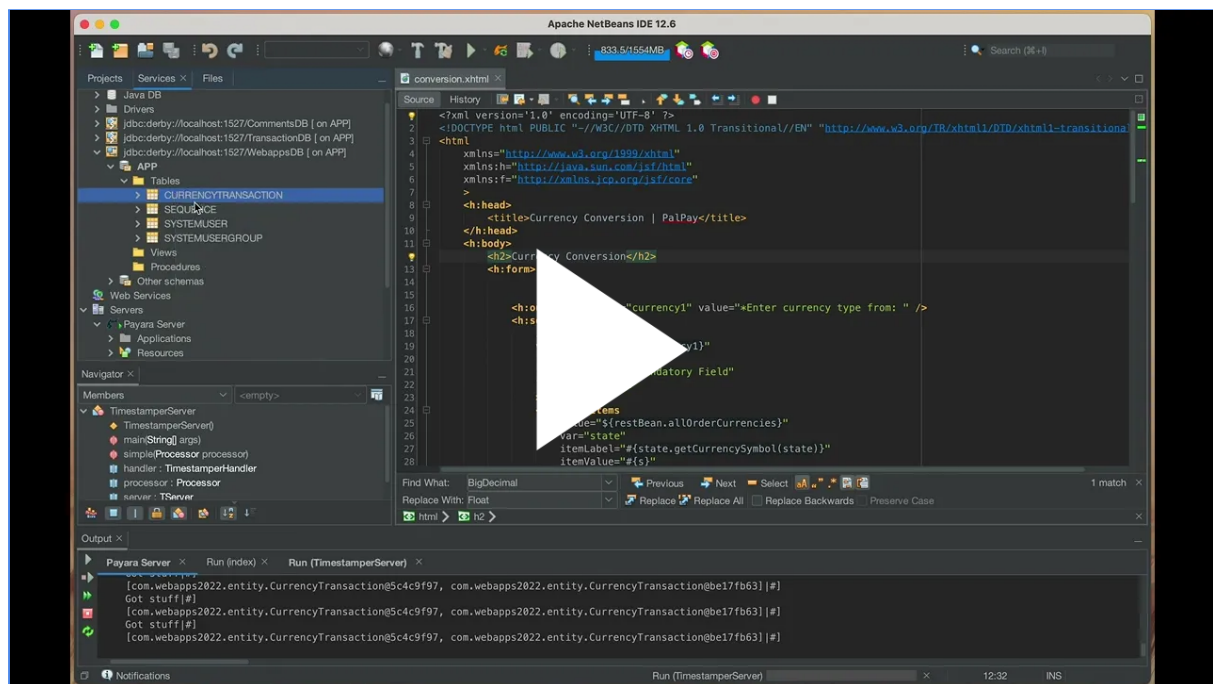 Apache NetBeans IDE 12.6
833.5/1554MB
Search (⌘+I)
Projects Services Files
conversion.xhtml
Java DB
Drivers
jdbc:derby://localhost:1527/CommentsDB [ on APP]
jdbc:derby://localhost:1527/TransactionDB [ on APP]
jdbc:derby://localhost:1527/WebappsDB [ on APP]
APP
Tables
CURRENCYTRANSACTION
SEQUENCE
SYSTEMUSER
SYSTEMUSERGROUP
Views
Procedures
Other schemas
Web Services
Servers
Payara Server
Applications
Resources
Navigator
Members <empty>
TimestamperServer
TimestamperServer()
main(String[] args)
simple(Processor processor)
handler : TimestamperHandler
processor : Processor
server : TServer
Source History
1 <?xml version='1.0' encoding='UTF-8' ?>
2 <!DOCTYPE html PUBLIC "-//W3C//DTD XHTML 1.0 Transitional//EN" "http://www.w3.org/TR/xhtml1/DTD/xhtml1-transitional
3 <html
4 xmlns="http://www.w3.org/1999/xhtml"
5 xmlns:h="http://java.sun.com/jsf/html"
6 xmlns:f="http://xmlns.jcp.org/jsf/core"
7 >
8 <h:head>
9 <title>Currency Conversion | PalPay</title>
10 </h:head>
11 <h:body>
<h2>Curr y Conversion</h2>
13 <h:form>
14
15
16 <h:o "currency1" value="*Enter currency type from: " />
17 <h:s
18
19 y1}"
20
21 datory Field"
22
23
24 items
25 ue="${restBean.allOrderCurrencies}"
26 var="state"
27 itemLabel="#{state.getCurrencySymbol(state)}"
28 itemValue="#{s}"
Find What: BigDecimal Previous Next Select 1 match
Replace With: Float Replace Replace All Replace Backwards Preserve Case
html h2
Output
Payara Server Run (index) Run (TimestamperServer)
Got stuff|#]
[com.webapps2022.entity.CurrencyTransaction@5c4c9f97, com.webapps2022.entity.CurrencyTransaction@be17fb63]|#]
Got stuff|#]
[com.webapps2022.entity.CurrencyTransaction@5c4c9f97, com.webapps2022.entity.CurrencyTransaction@be17fb63]|#]
Got stuff|#]
[com.webapps2022.entity.CurrencyTransaction@5c4c9f97, com.webapps2022.entity.CurrencyTransaction@be17fb63]|#]
Notifications Run (TimestamperServer) 12:32 INS